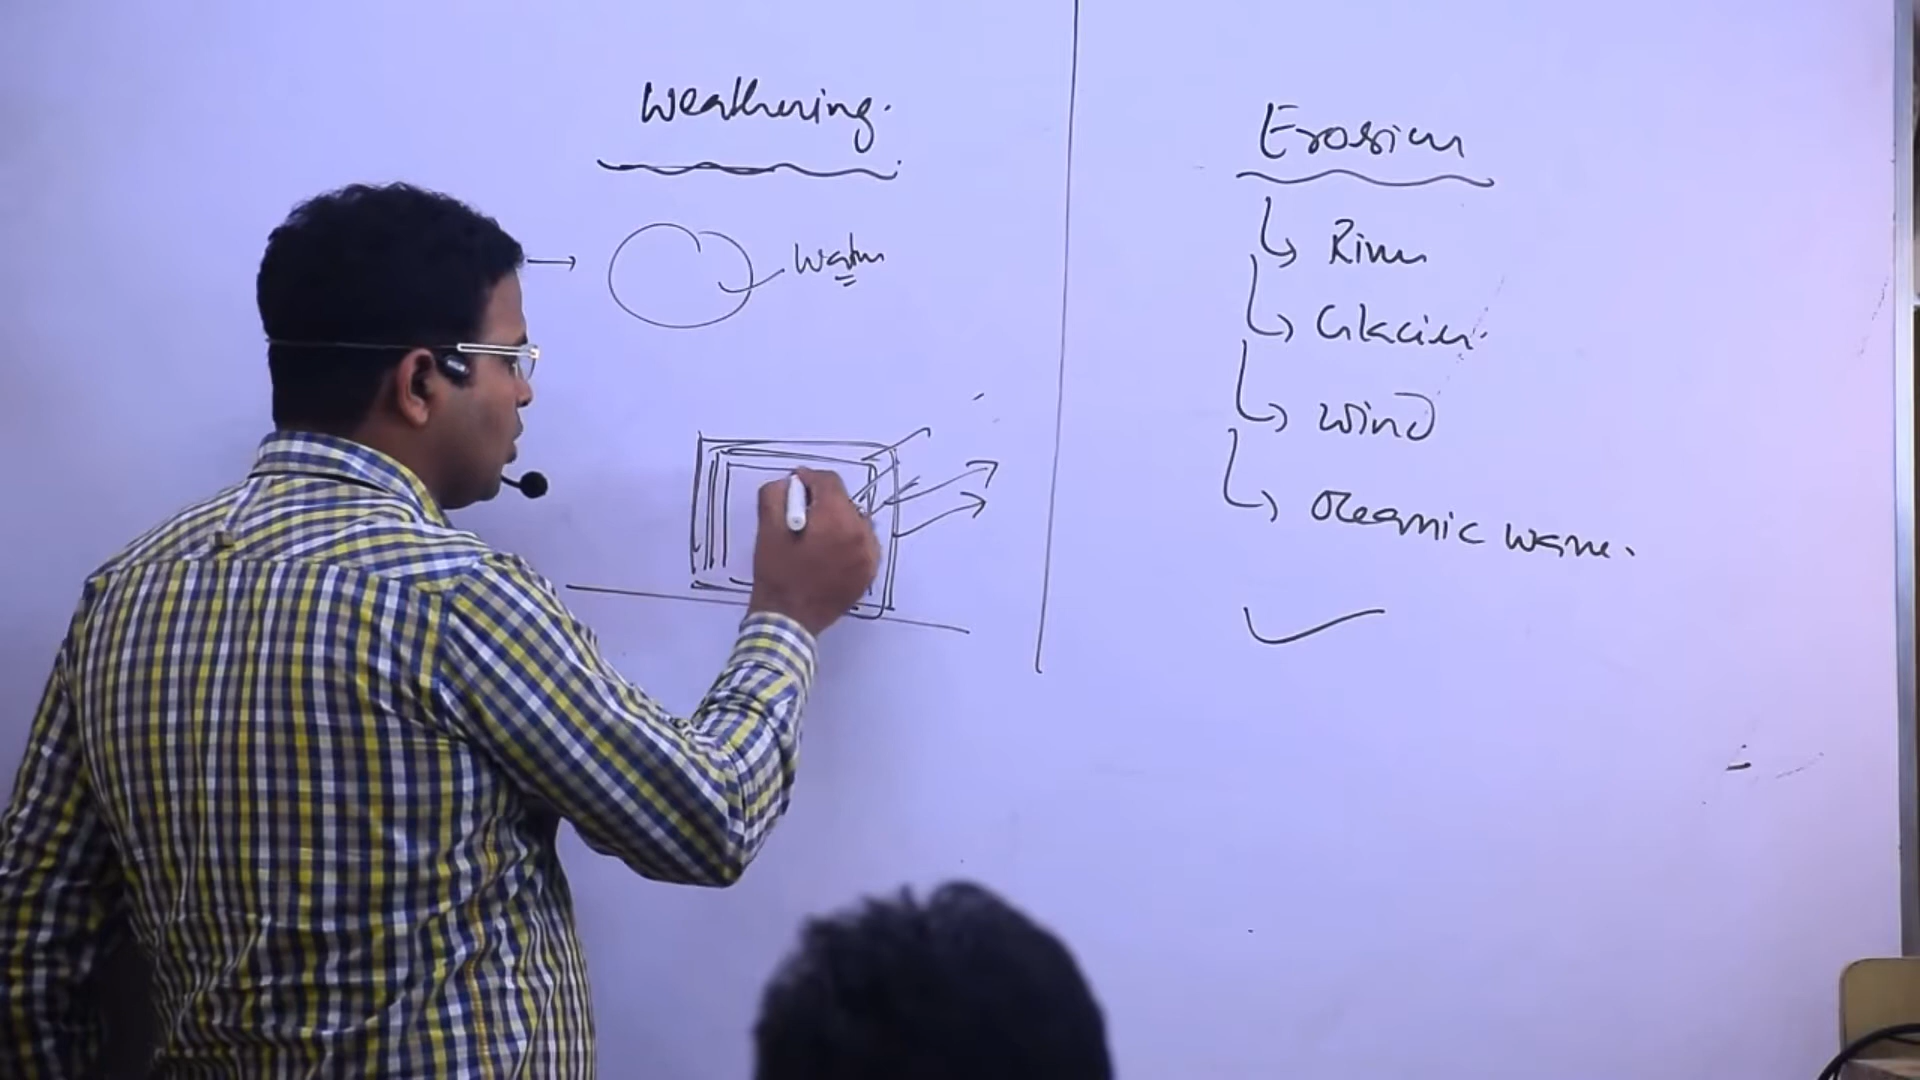 Weathering.
Water
Erosion
River
Glacier.
Wind
Oceanic wave.